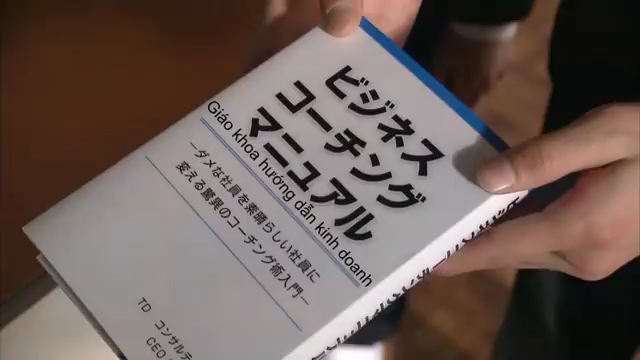 ビジネス
コーチング
マニュアル
Giáo khoa hướng dẫn kinh doanh
―ダメな社員を素晴らしい社員に
変える驚異のコーチング術入門―
TD コンサルテ
CEO